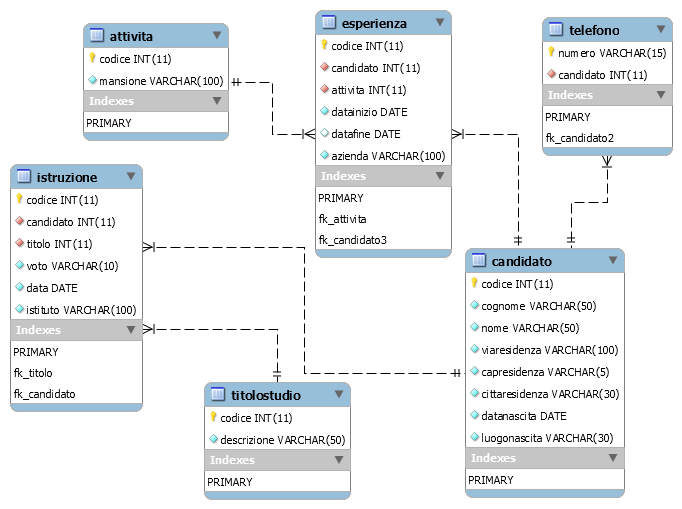 attivita
codice INT(11)
mansione VARCHAR(100)
Indexes
PRIMARY
esperienza
codice INT(11)
candidato INT(11)
attivita INT(11)
datainizio DATE
datafine DATE
azienda VARCHAR(100)
Indexes
PRIMARY
fk_attivita
fk_candidato3
telefono
numero VARCHAR(15)
candidato INT(11)
Indexes
PRIMARY
fk_candidato2
istruzione
codice INT(11)
candidato INT(11)
titolo INT(11)
voto VARCHAR(10)
data DATE
istituto VARCHAR(100)
Indexes
PRIMARY
fk_titolo
fk_candidato
titolostudio
codice INT(11)
descrizione VARCHAR(50)
Indexes
PRIMARY
candidato
codice INT(11)
cognome VARCHAR(50)
nome VARCHAR(50)
viaresidenza VARCHAR(100)
capresidenza VARCHAR(5)
cittaresidenza VARCHAR(30)
datanascita DATE
luogonascita VARCHAR(30)
Indexes
PRIMARY